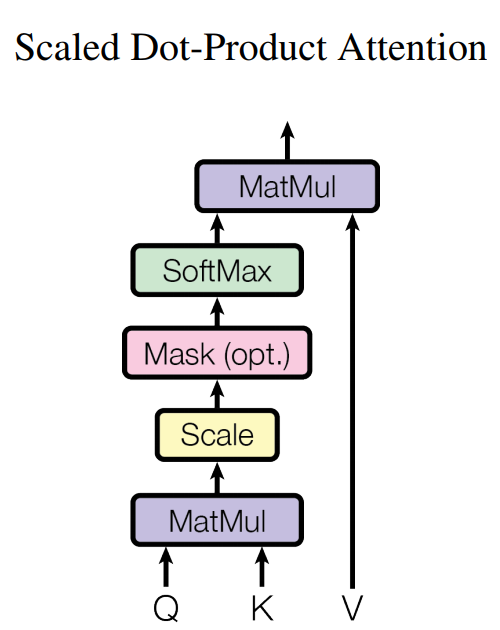 Scaled Dot-Product Attention
MatMul
SoftMax
Mask (opt.)
Scale
MatMul
Q K V